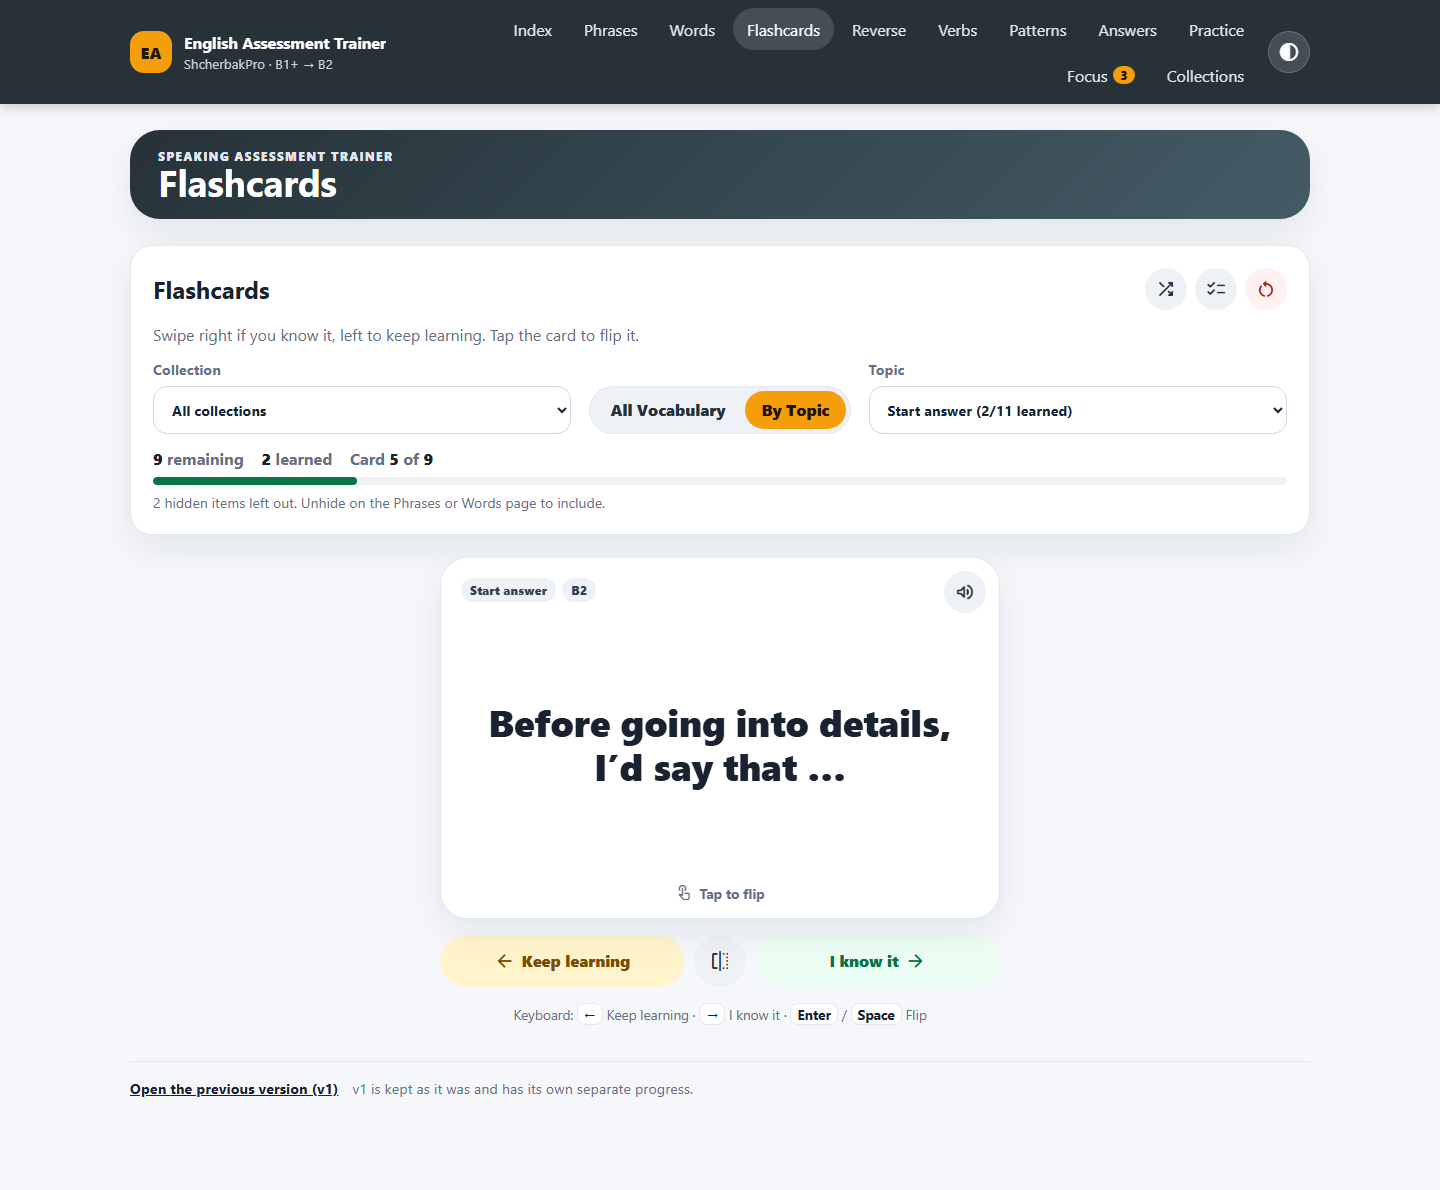 EA
English Assessment Trainer
ShcherbakPro · B1+ → B2
Index Phrases Words Flashcards Reverse Verbs Patterns Answers Practice
Focus 3 Collections
SPEAKING ASSESSMENT TRAINER
Flashcards
Flashcards
Swipe right if you know it, left to keep learning. Tap the card to flip it.
Collection
All collections
All Vocabulary By Topic
Topic
Start answer (2/11 learned)
9 remaining 2 learned Card 5 of 9
2 hidden items left out. Unhide on the Phrases or Words page to include.
Start answer B2
Before going into details,
I’d say that ...
Tap to flip
← Keep learning
I know it →
Keyboard: ← Keep learning · → I know it · Enter / Space Flip
Open the previous version (v1) v1 is kept as it was and has its own separate progress.